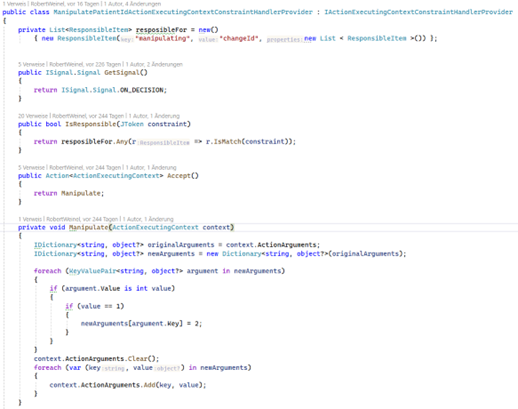 1 Verweis | RobertWeinel, vor 16 Tagen | 1 Autor, 4 Änderungen
public class ManipulatePatientIdActionExecutingContextConstraintHandlerProvider : IActionExecutingContextConstraintHandlerProvider
{
private List<ResponsibleItem> resposibleFor = new()
{ new ResponsibleItem(key:"manipulating", value:"changeId", properties:new List < ResponsibleItem >()) };
5 Verweise | RobertWeinel, vor 226 Tagen | 1 Autor, 2 Änderungen
public ISignal.Signal GetSignal()
{
return ISignal.Signal.ON_DECISION;
}
28 Verweise | RobertWeinel, vor 244 Tagen | 1 Autor, 1 Änderung
public bool IsResponsible(JToken constraint)
{
return resposibleFor.Any(r:ResponsibleItem => r.IsMatch(constraint));
}
5 Verweise | RobertWeinel, vor 244 Tagen | 1 Autor, 1 Änderung
public Action<ActionExecutingContext> Accept()
{
return Manipulate;
}
1 Verweis | RobertWeinel, vor 244 Tagen | 1 Autor, 1 Änderung
private void Manipulate(ActionExecutingContext context)
{
IDictionary<string, object?> originalArguments = context.ActionArguments;
IDictionary<string, object?> newArguments = new Dictionary<string, object?>(originalArguments);
foreach (KeyValuePair<string, object?> argument in newArguments)
{
if (argument.Value is int value)
{
if (value == 1)
{
newArguments[argument.Key] = 2;
}
}
}
context.ActionArguments.Clear();
foreach (var (key:string, value:object?) in newArguments)
{
context.ActionArguments.Add(key, value);
}
}